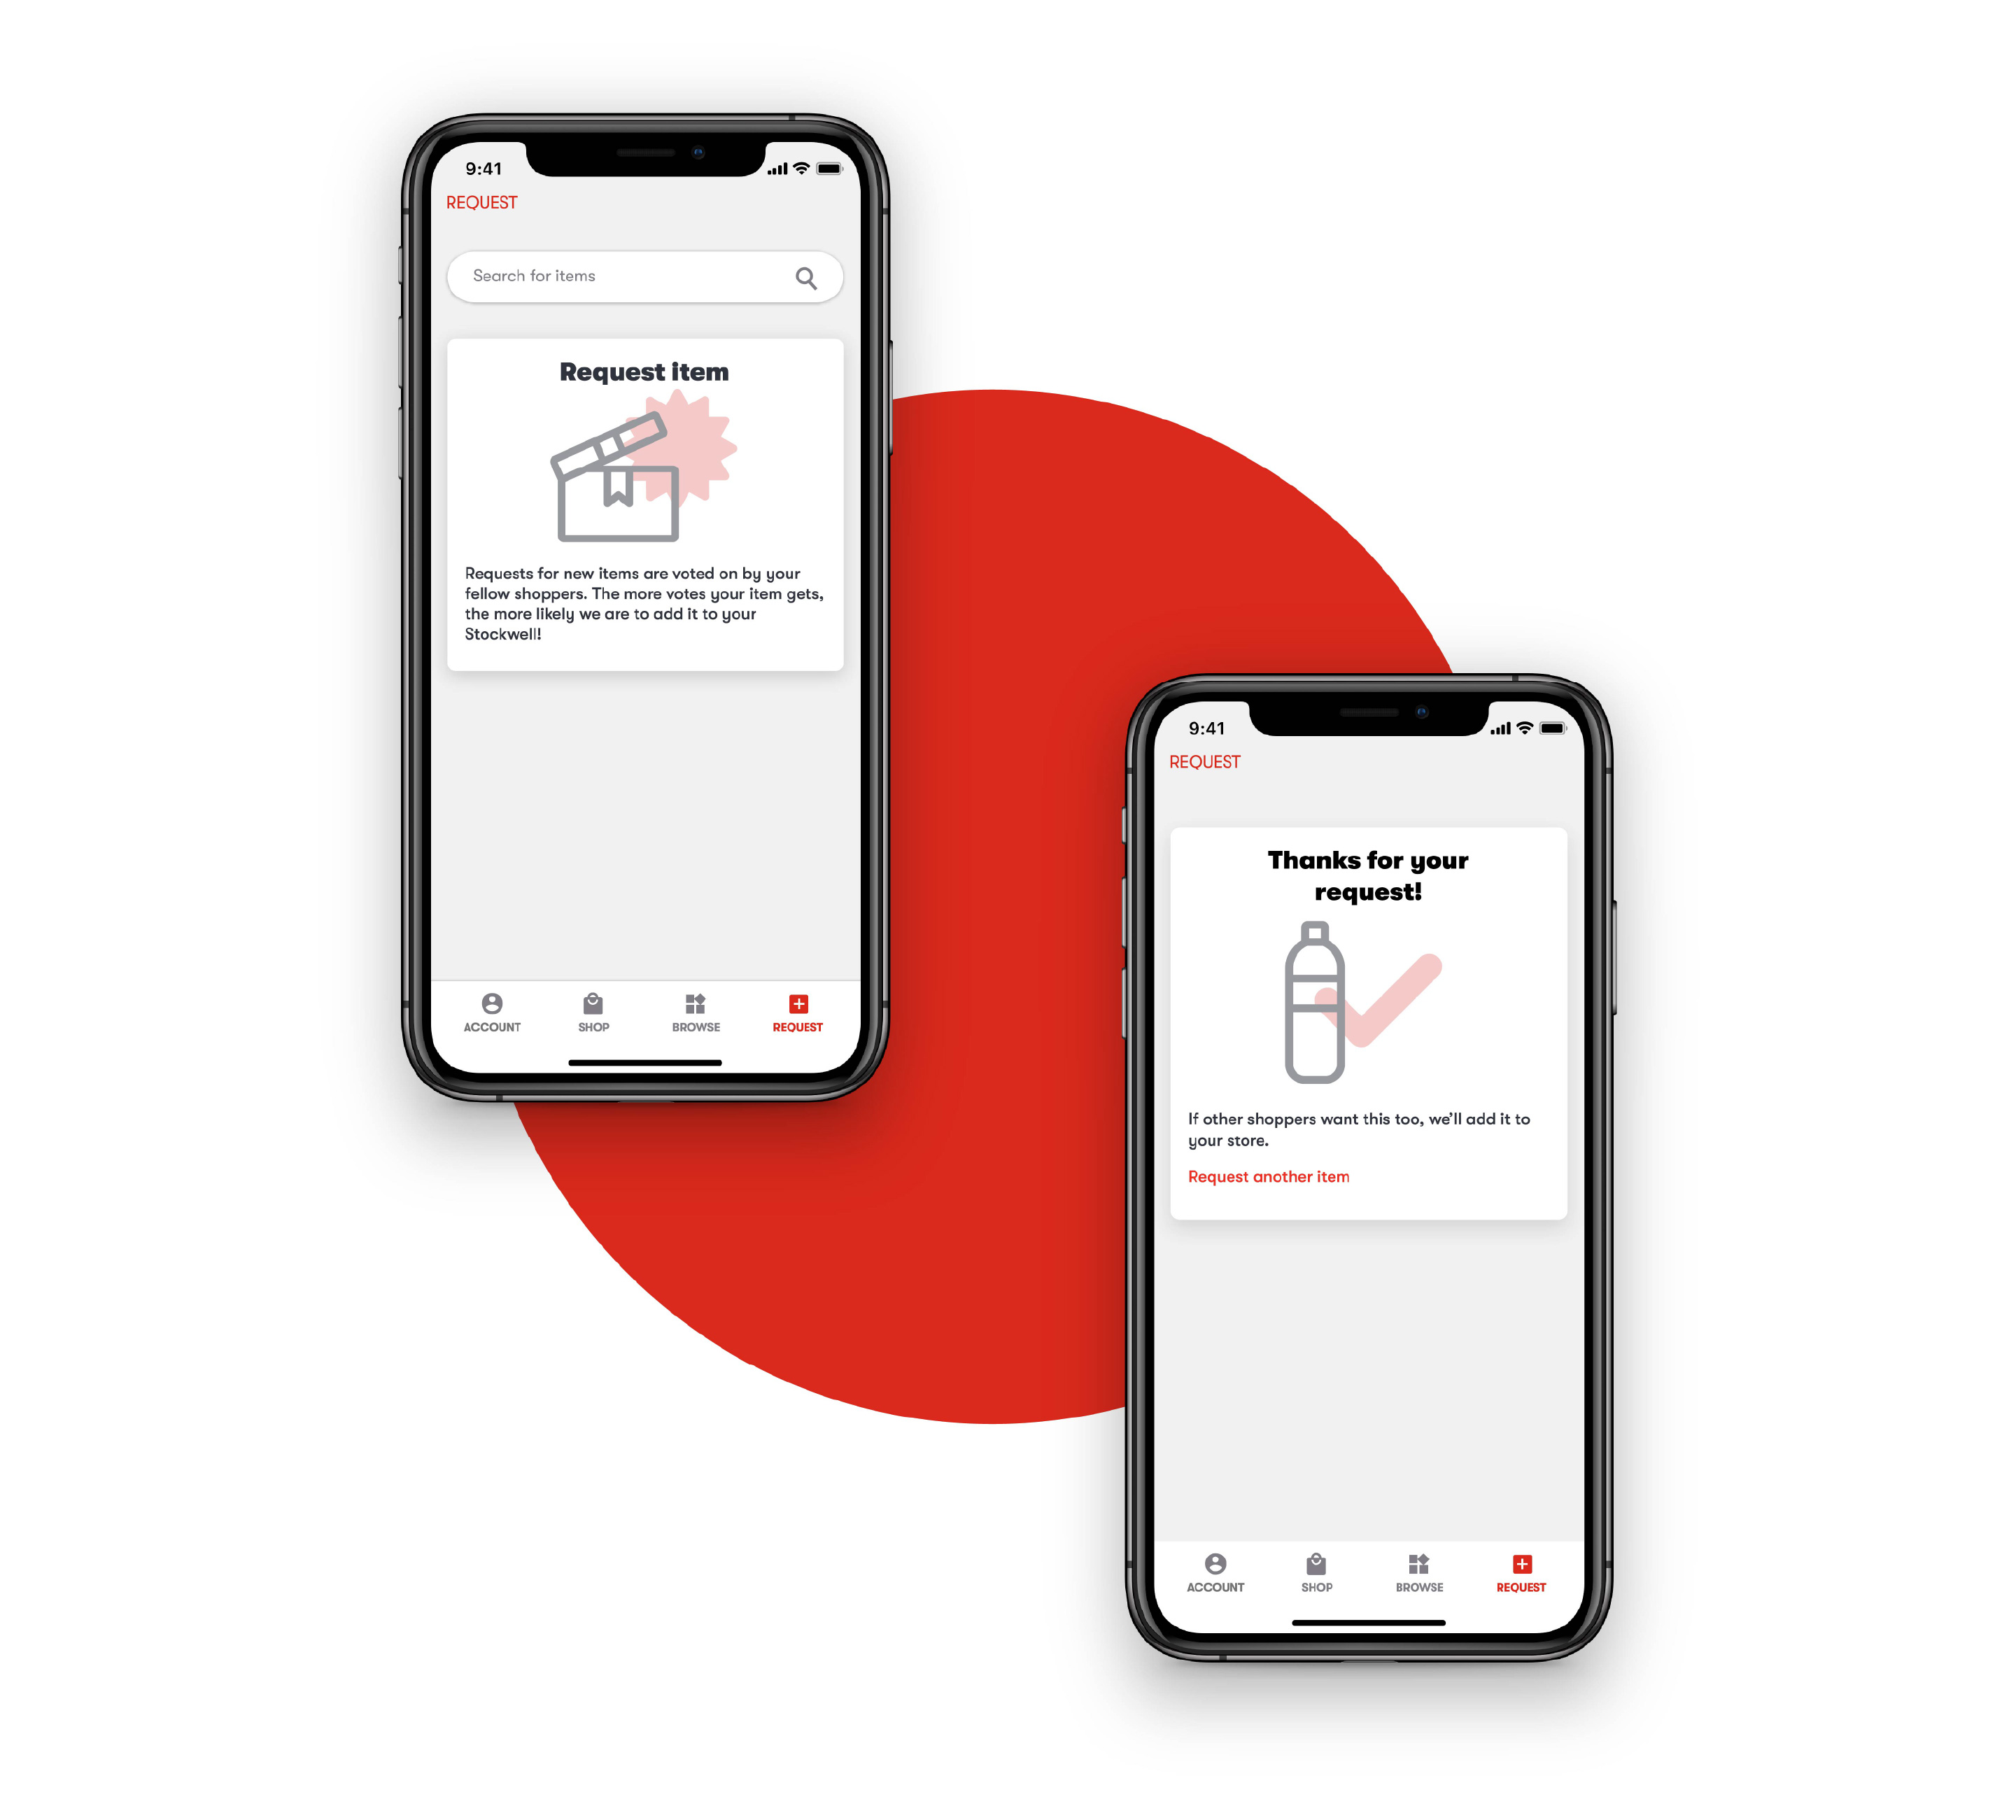 9:41
REQUEST
Search for items
Request item
Requests for new items are voted on by your
fellow shoppers. The more votes your item gets,
the more likely we are to add it to your
Stockwell!
ACCOUNT SHOP BROWSE REQUEST
9:41
REQUEST
Thanks for your
request!
If other shoppers want this too, we’ll add it to
your store.
Request another item
ACCOUNT SHOP BROWSE REQUEST